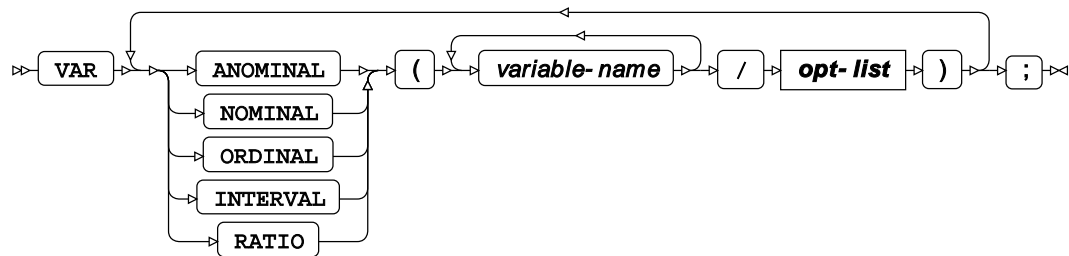 VAR ANOMINAL ( variable-name / opt-list ) ;
NOMINAL
ORDINAL
INTERVAL
RATIO